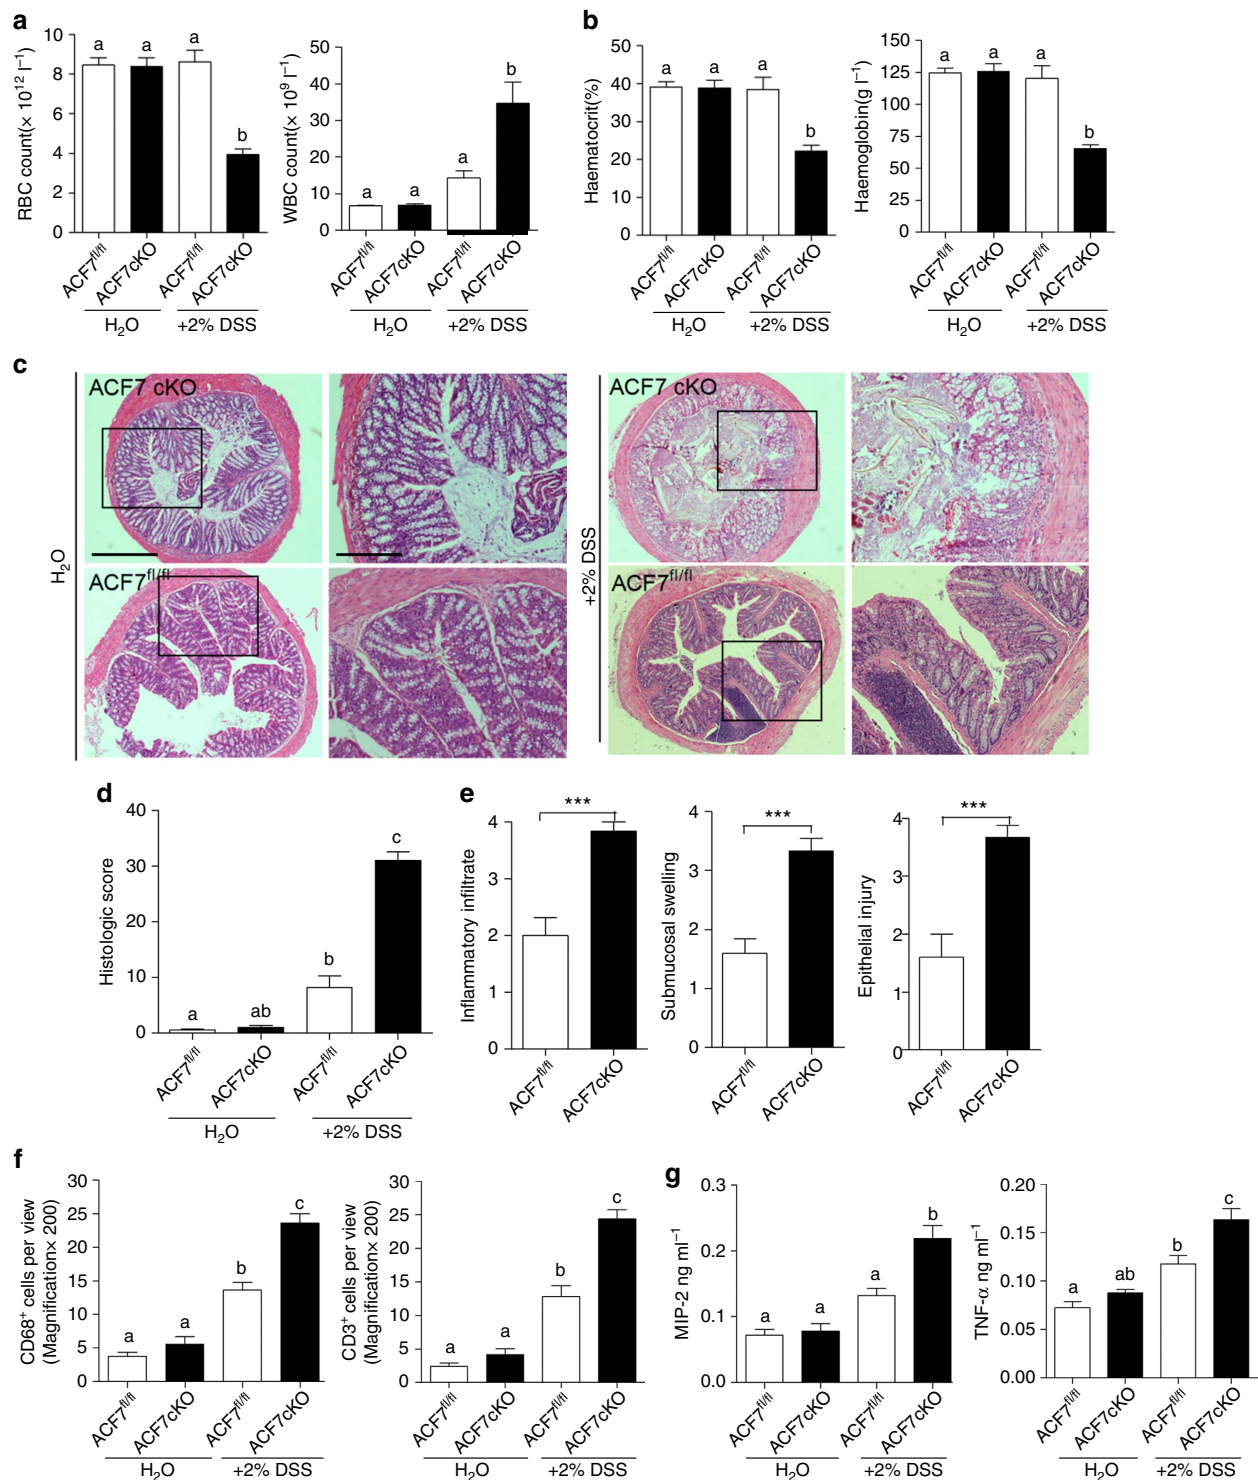 a
RBC count(× 10¹² l⁻¹)
10
8
6
4
2
0
a
a
a
b
ACF7fl/fl
ACF7cKO
ACF7fl/fl
ACF7cKO
H₂O
+2% DSS
WBC count(× 10⁹ l⁻¹)
50
40
30
20
10
0
a
a
a
b
ACF7fl/fl
ACF7cKO
ACF7fl/fl
ACF7cKO
H₂O
+2% DSS
b
Haematocrit(%)
50
40
30
20
10
0
a
a
a
b
ACF7fl/fl
ACF7cKO
ACF7fl/fl
ACF7cKO
H₂O
+2% DSS
Haemoglobin(g l⁻¹)
150
125
100
75
50
25
0
a
a
a
b
ACF7fl/fl
ACF7cKO
ACF7fl/fl
ACF7cKO
H₂O
+2% DSS
c
H₂O
ACF7 cKO
ACF7fl/fl
+2% DSS
ACF7 cKO
ACF7fl/fl
d
Histologic score
40
30
20
10
0
a
ab
b
c
ACF7fl/fl
ACF7cKO
ACF7fl/fl
ACF7cKO
H₂O
+2% DSS
e
Inflammatory infiltrate
4
3
2
1
0
***
ACF7fl/fl
ACF7cKO
Submucosal swelling
4
3
2
1
0
***
ACF7fl/fl
ACF7cKO
Epithelial injury
4
3
2
1
0
***
ACF7fl/fl
ACF7cKO
f
CD68⁺ cells per view
(Magnification× 200)
30
25
20
15
10
5
0
a
a
b
c
ACF7fl/fl
ACF7cKO
ACF7fl/fl
ACF7cKO
H₂O
+2% DSS
CD3⁺ cells per view
(Magnification× 200)
30
25
20
15
10
5
0
a
a
b
c
ACF7fl/fl
ACF7cKO
ACF7fl/fl
ACF7cKO
H₂O
+2% DSS
g
MIP-2 ng ml⁻¹
0.3
0.2
0.1
0.0
a
a
a
b
ACF7fl/fl
ACF7cKO
ACF7fl/fl
ACF7cKO
H₂O
+2% DSS
TNF-α ng ml⁻¹
0.20
0.15
0.10
0.05
0.00
a
ab
b
c
ACF7fl/fl
ACF7cKO
ACF7fl/fl
ACF7cKO
H₂O
+2% DSS